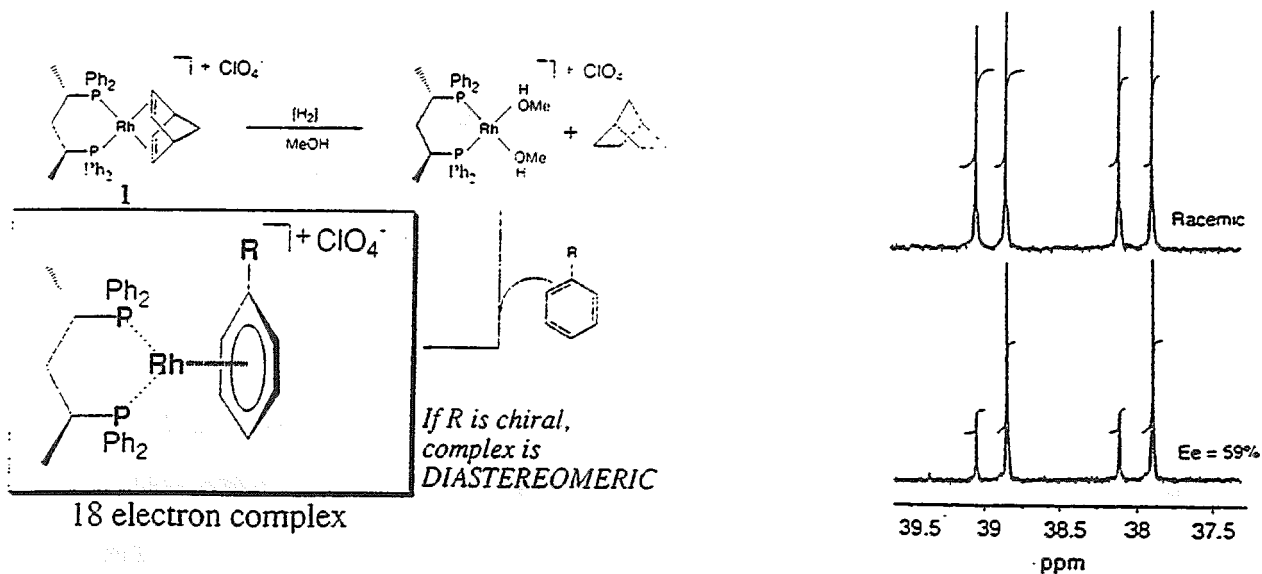 Ph2
P
Rh
P
Ph2
1
+ ClO4-
[H2]
MeOH
Ph2
P
Rh
P
Ph2
H
OMe
OMe
H
+ ClO4
+
+ ClO4-
R
Ph2
P
Rh
P
Ph2
R
If R is chiral,
complex is
DIASTEREOMERIC
18 electron complex
Racemic
Ee = 59%
39.5 39 38.5 38 37.5
ppm